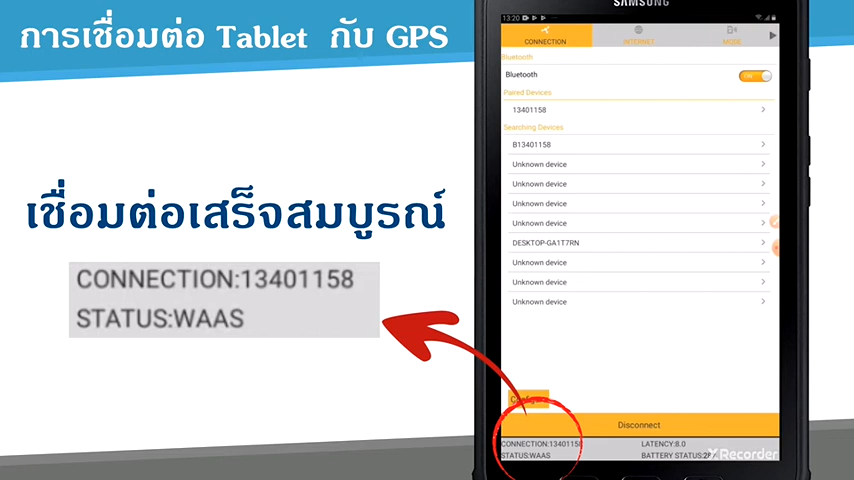 การเชื่อมต่อ Tablet กับ GPS
เชื่อมต่อเสร็จสมบูรณ์
CONNECTION:13401158
STATUS:WAAS
SAMSUNG
13:20
CONNECTION
INTERNET
MODE
Bluetooth
Bluetooth
ON
Paired Devices
13401158
Searching Devices
B13401158
Unknown device
Unknown device
Unknown device
Unknown device
DESKTOP-GA1T7RN
Unknown device
Unknown device
Unknown device
Disconnect
CONNECTION:13401158
LATENCY:8.0
STATUS:WAAS
BATTERY STATUS:
XRecorder